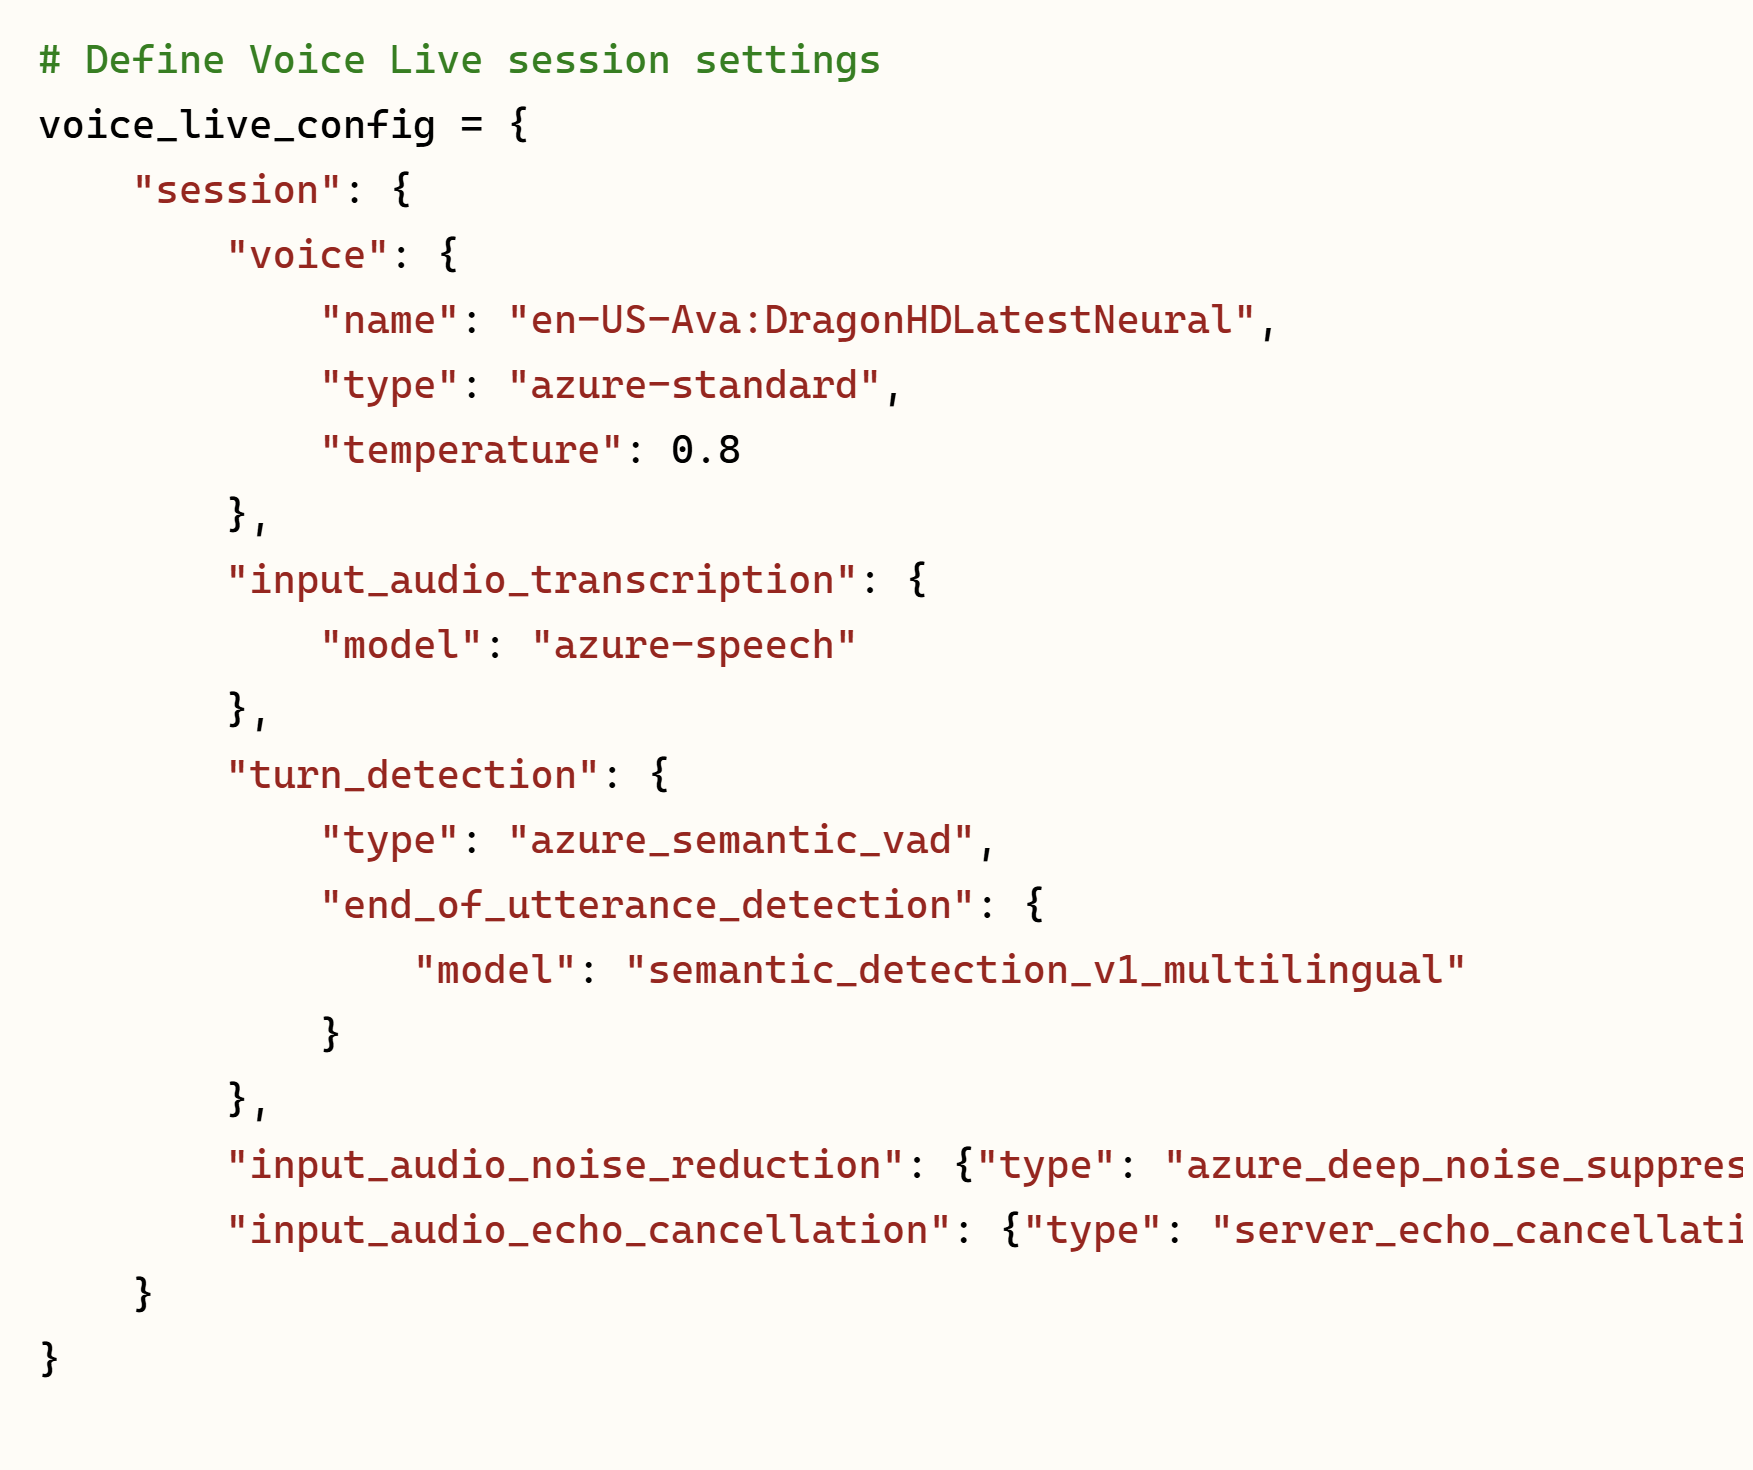 # Define Voice Live session settings
voice_live_config = {
    "session": {
        "voice": {
            "name": "en-US-Ava:DragonHDLatestNeural",
            "type": "azure-standard",
            "temperature": 0.8
        },
        "input_audio_transcription": {
            "model": "azure-speech"
        },
        "turn_detection": {
            "type": "azure_semantic_vad",
            "end_of_utterance_detection": {
                "model": "semantic_detection_v1_multilingual"
            }
        },
        "input_audio_noise_reduction": {"type": "azure_deep_noise_suppres
        "input_audio_echo_cancellation": {"type": "server_echo_cancellati
    }
}